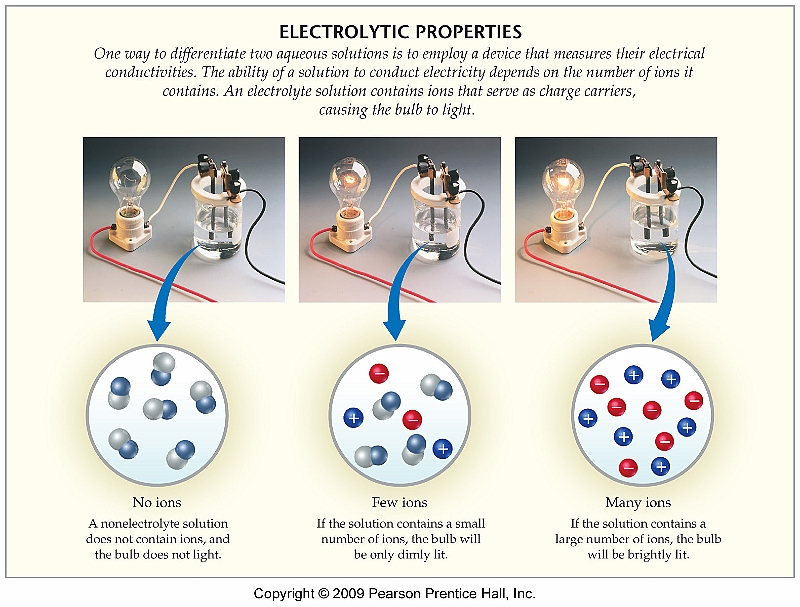 ELECTROLYTIC PROPERTIES
One way to differentiate two aqueous solutions is to employ a device that measures their electrical
conductivities. The ability of a solution to conduct electricity depends on the number of ions it
contains. An electrolyte solution contains ions that serve as charge carriers,
causing the bulb to light.
No ions
A nonelectrolyte solution
does not contain ions, and
the bulb does not light.
Few ions
If the solution contains a small
number of ions, the bulb will
be only dimly lit.
Many ions
If the solution contains a
large number of ions, the bulb
will be brightly lit.
Copyright © 2009 Pearson Prentice Hall, Inc.